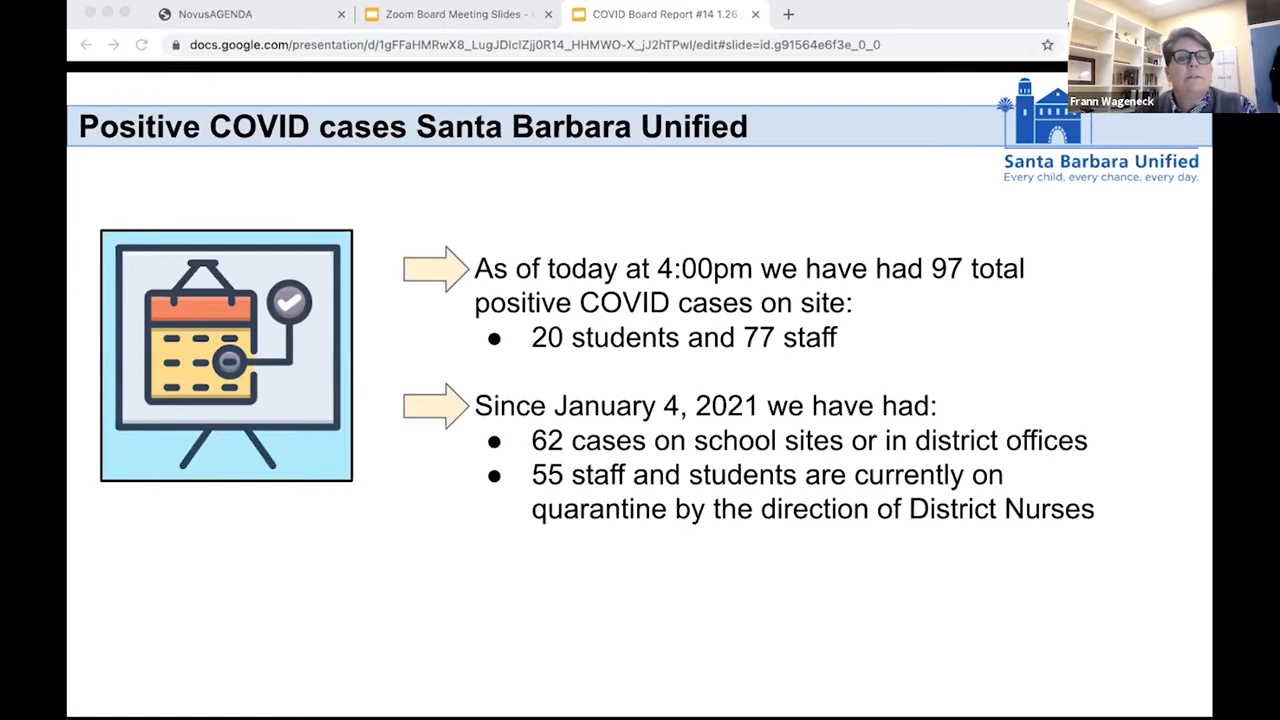 NovusAGENDA
Zoom Board Meeting Slides -
COVID Board Report #14 1.26
docs.google.com/presentation/d/1gFFaHMRwX8_LugJDIcIZjj0R14_HHMWO-X_jJ2hTPwI/edit#slide=id.g91564e6f3e_0_0
Frann Wageneck
Positive COVID cases Santa Barbara Unified
Santa Barbara Unified
Every child, every chance, every day.
As of today at 4:00pm we have had 97 total
positive COVID cases on site:
● 20 students and 77 staff
Since January 4, 2021 we have had:
● 62 cases on school sites or in district offices
● 55 staff and students are currently on
quarantine by the direction of District Nurses